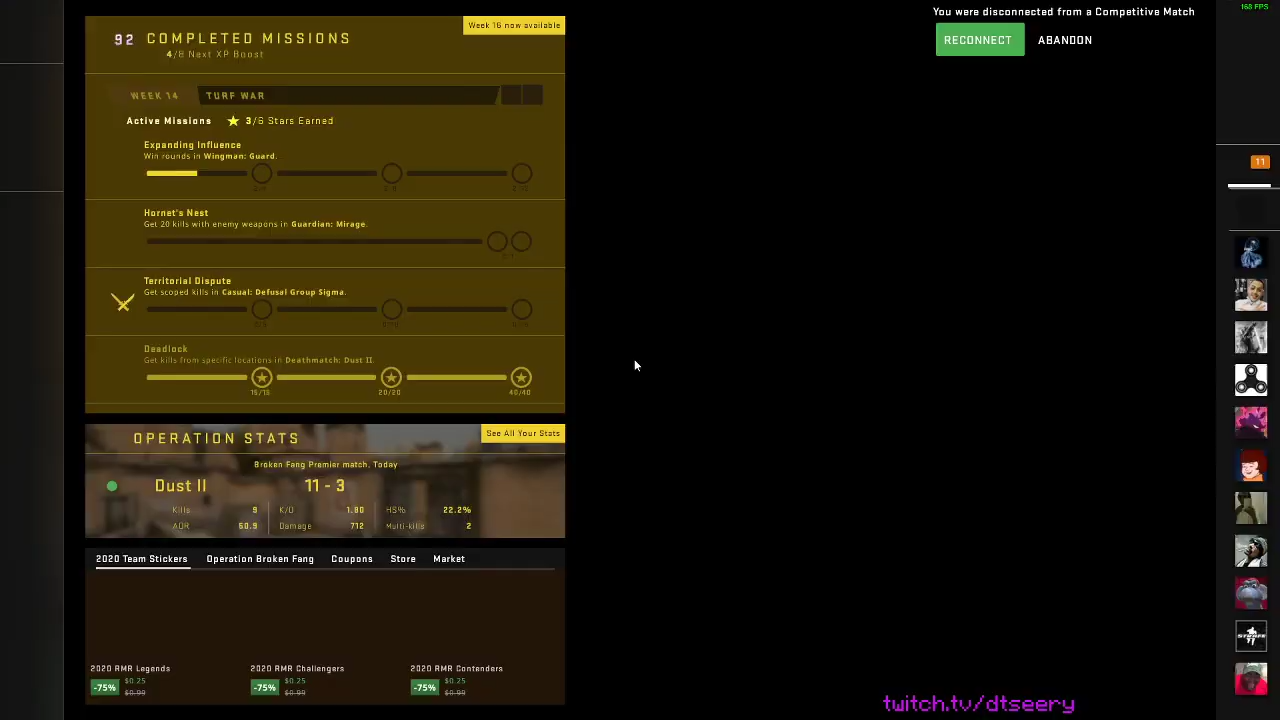 168 FPS
You were disconnected from a Competitive Match
RECONNECT
ABANDON
Week 16 now available
92 COMPLETED MISSIONS
4/8 Next XP Boost
WEEK 14
TURF WAR
Active Missions
3/6 Stars Earned
Expanding Influence
Win rounds in Wingman: Guard.
Hornet's Nest
Get 20 kills with enemy weapons in Guardian: Mirage.
Territorial Dispute
Get scoped kills in Casual: Defusal Group Sigma.
Deadlock
Get kills from specific locations in Deathmatch: Dust II.
15/15
20/20
40/40
OPERATION STATS
See All Your Stats
Broken Fang Premier match, Today
Dust II
11 - 3
Kills 9 K/D 1.80 HS% 22.2%
ADR 50.9 Damage 712 Multi-kills 2
2020 Team Stickers
Operation Broken Fang
Coupons
Store
Market
2020 RMR Legends
-75%
$0.25
$0.99
2020 RMR Challengers
-75%
$0.25
$0.99
2020 RMR Contenders
-75%
$0.25
$0.99
11
twitch.tv/dtseery